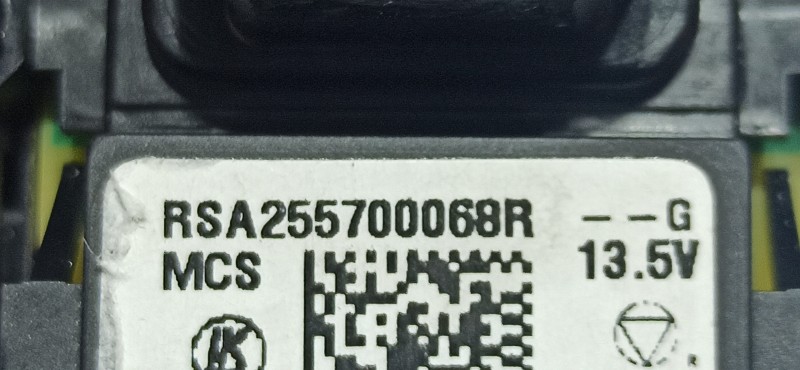 RSA255700068R --G
MCS 13.5V